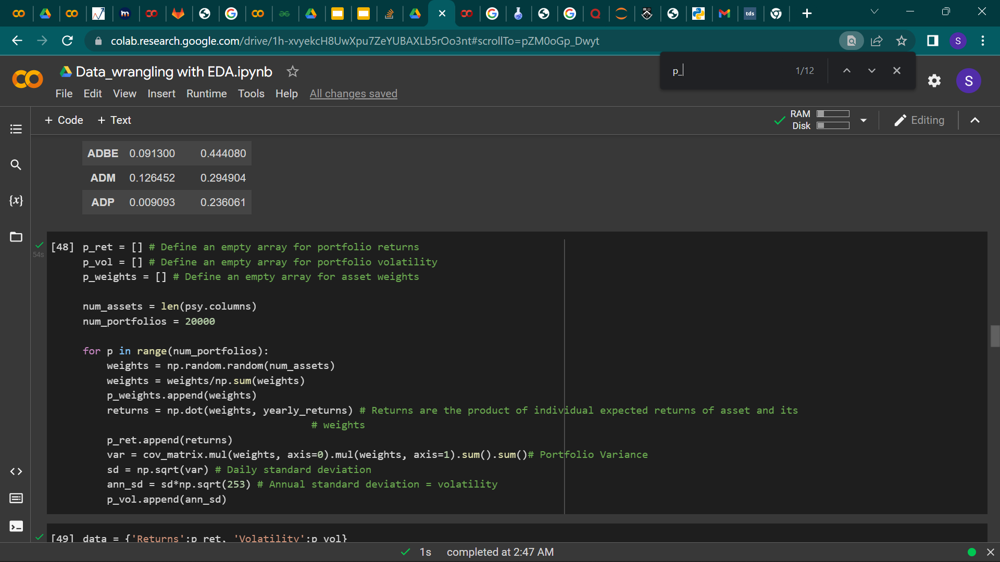 tds
colab.research.google.com/drive/1h-xvyekcH8UwXpu7ZeYUBAXLb5rOo3nt#scrollTo=pZM0oGp_Dwyt
S
p_
1/12
Data_wrangling with EDA.ipynb
S
File Edit View Insert Runtime Tools Help All changes saved
+ Code + Text
RAM
Disk
Editing
ADBE 0.091300 0.444080
ADM 0.126452 0.294904
ADP 0.009093 0.236061
{x}
54s
[48] p_ret = [] # Define an empty array for portfolio returns
p_vol = [] # Define an empty array for portfolio volatility
p_weights = [] # Define an empty array for asset weights
num_assets = len(psy.columns)
num_portfolios = 20000
for p in range(num_portfolios):
weights = np.random.random(num_assets)
weights = weights/np.sum(weights)
p_weights.append(weights)
returns = np.dot(weights, yearly_returns) # Returns are the product of individual expected returns of asset and its
# weights
p_ret.append(returns)
var = cov_matrix.mul(weights, axis=0).mul(weights, axis=1).sum().sum()# Portfolio Variance
sd = np.sqrt(var) # Daily standard deviation
ann_sd = sd*np.sqrt(253) # Annual standard deviation = volatility
p_vol.append(ann_sd)
[49] data = {'Returns':p_ret, 'Volatility':p_vol}
1s completed at 2:47 AM